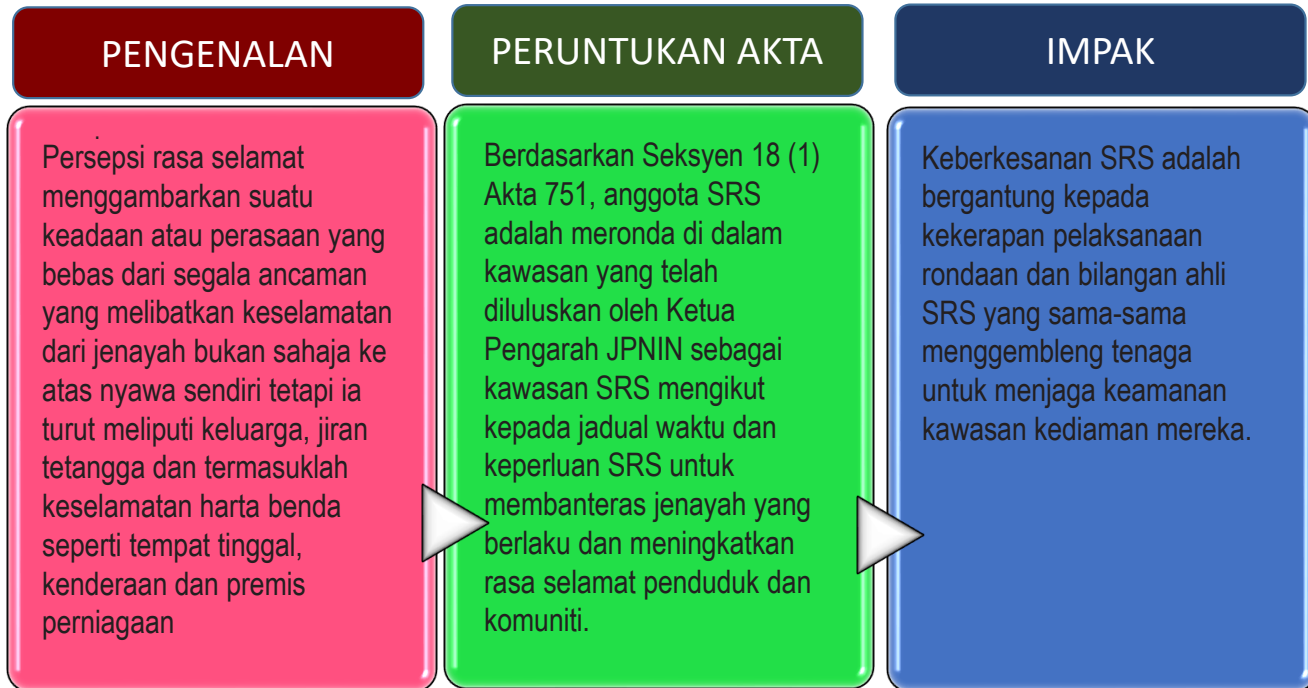 PENGENALAN
Persepsi rasa selamat
menggambarkan suatu
keadaan atau perasaan yang
bebas dari segala ancaman
yang melibatkan keselamatan
dari jenayah bukan sahaja ke
atas nyawa sendiri tetapi ia
turut meliputi keluarga, jiran
tetangga dan termasuklah
keselamatan harta benda
seperti tempat tinggal,
kenderaan dan premis
perniagaan
PERUNTUKAN AKTA
Berdasarkan Seksyen 18 (1)
Akta 751, anggota SRS
adalah meronda di dalam
kawasan yang telah
diluluskan oleh Ketua
Pengarah JPNIN sebagai
kawasan SRS mengikut
kepada jadual waktu dan
keperluan SRS untuk
membanteras jenayah yang
berlaku dan meningkatkan
rasa selamat penduduk dan
komuniti.
IMPAK
Keberkesanan SRS adalah
bergantung kepada
kekerapan pelaksanaan
rondaan dan bilangan ahli
SRS yang sama-sama
menggembleng tenaga
untuk menjaga keamanan
kawasan kediaman mereka.